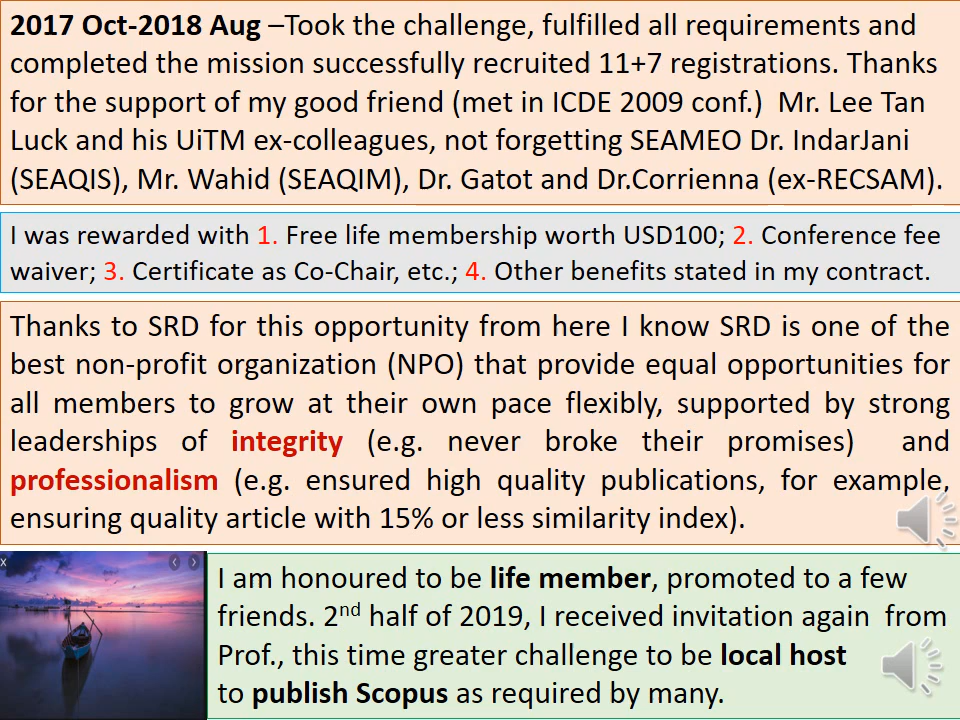 2017 Oct-2018 Aug –Took the challenge, fulfilled all requirements and
completed the mission successfully recruited 11+7 registrations. Thanks
for the support of my good friend (met in ICDE 2009 conf.)  Mr. Lee Tan
Luck and his UiTM ex-colleagues, not forgetting SEAMEO Dr. IndarJani
(SEAQIS), Mr. Wahid (SEAQIM), Dr. Gatot and Dr.Corrienna (ex-RECSAM).
I was rewarded with 1. Free life membership worth USD100; 2. Conference fee
waiver; 3. Certificate as Co-Chair, etc.; 4. Other benefits stated in my contract.
Thanks to SRD for this opportunity from here I know SRD is one of the
best non-profit organization (NPO) that provide equal opportunities for
all members to grow at their own pace flexibly, supported by strong
leaderships of integrity (e.g. never broke their promises)  and
professionalism (e.g. ensured high quality publications, for example,
ensuring quality article with 15% or less similarity index).
I am honoured to be life member, promoted to a few
friends. 2nd half of 2019, I received invitation again  from
Prof., this time greater challenge to be local host
to publish Scopus as required by many.